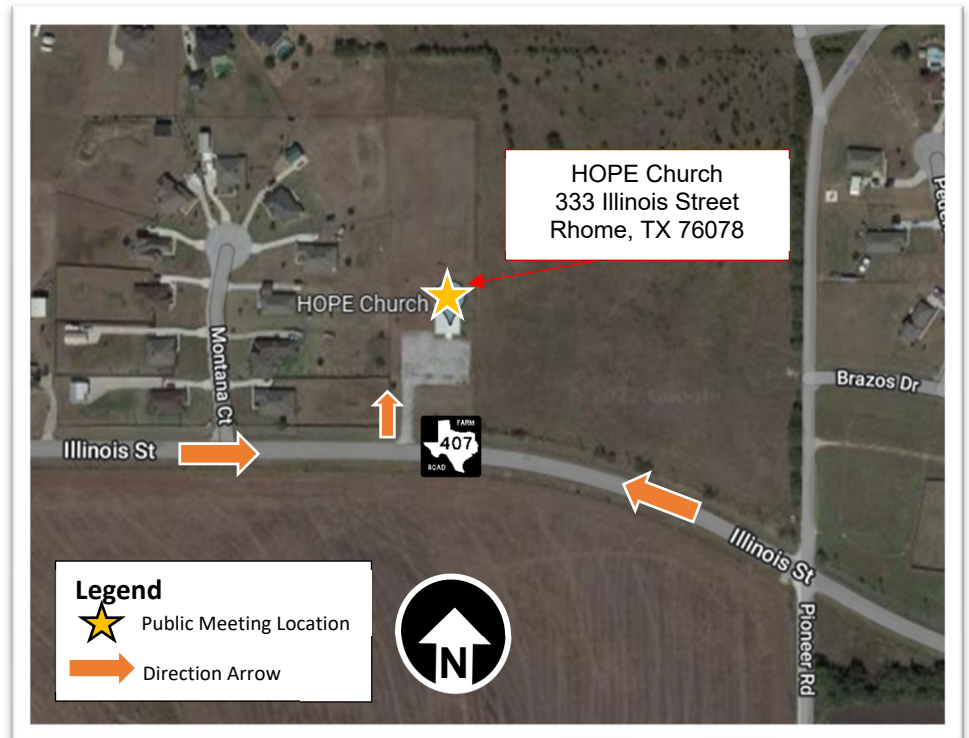 HOPE Church
333 Illinois Street
Rhome, TX 76078
HOPE Church
Montana Ct
Brazos Dr
Illinois St
FARM
407
ROAD
Illinois St
Pioneer Rd
Legend
Public Meeting Location
Direction Arrow
N